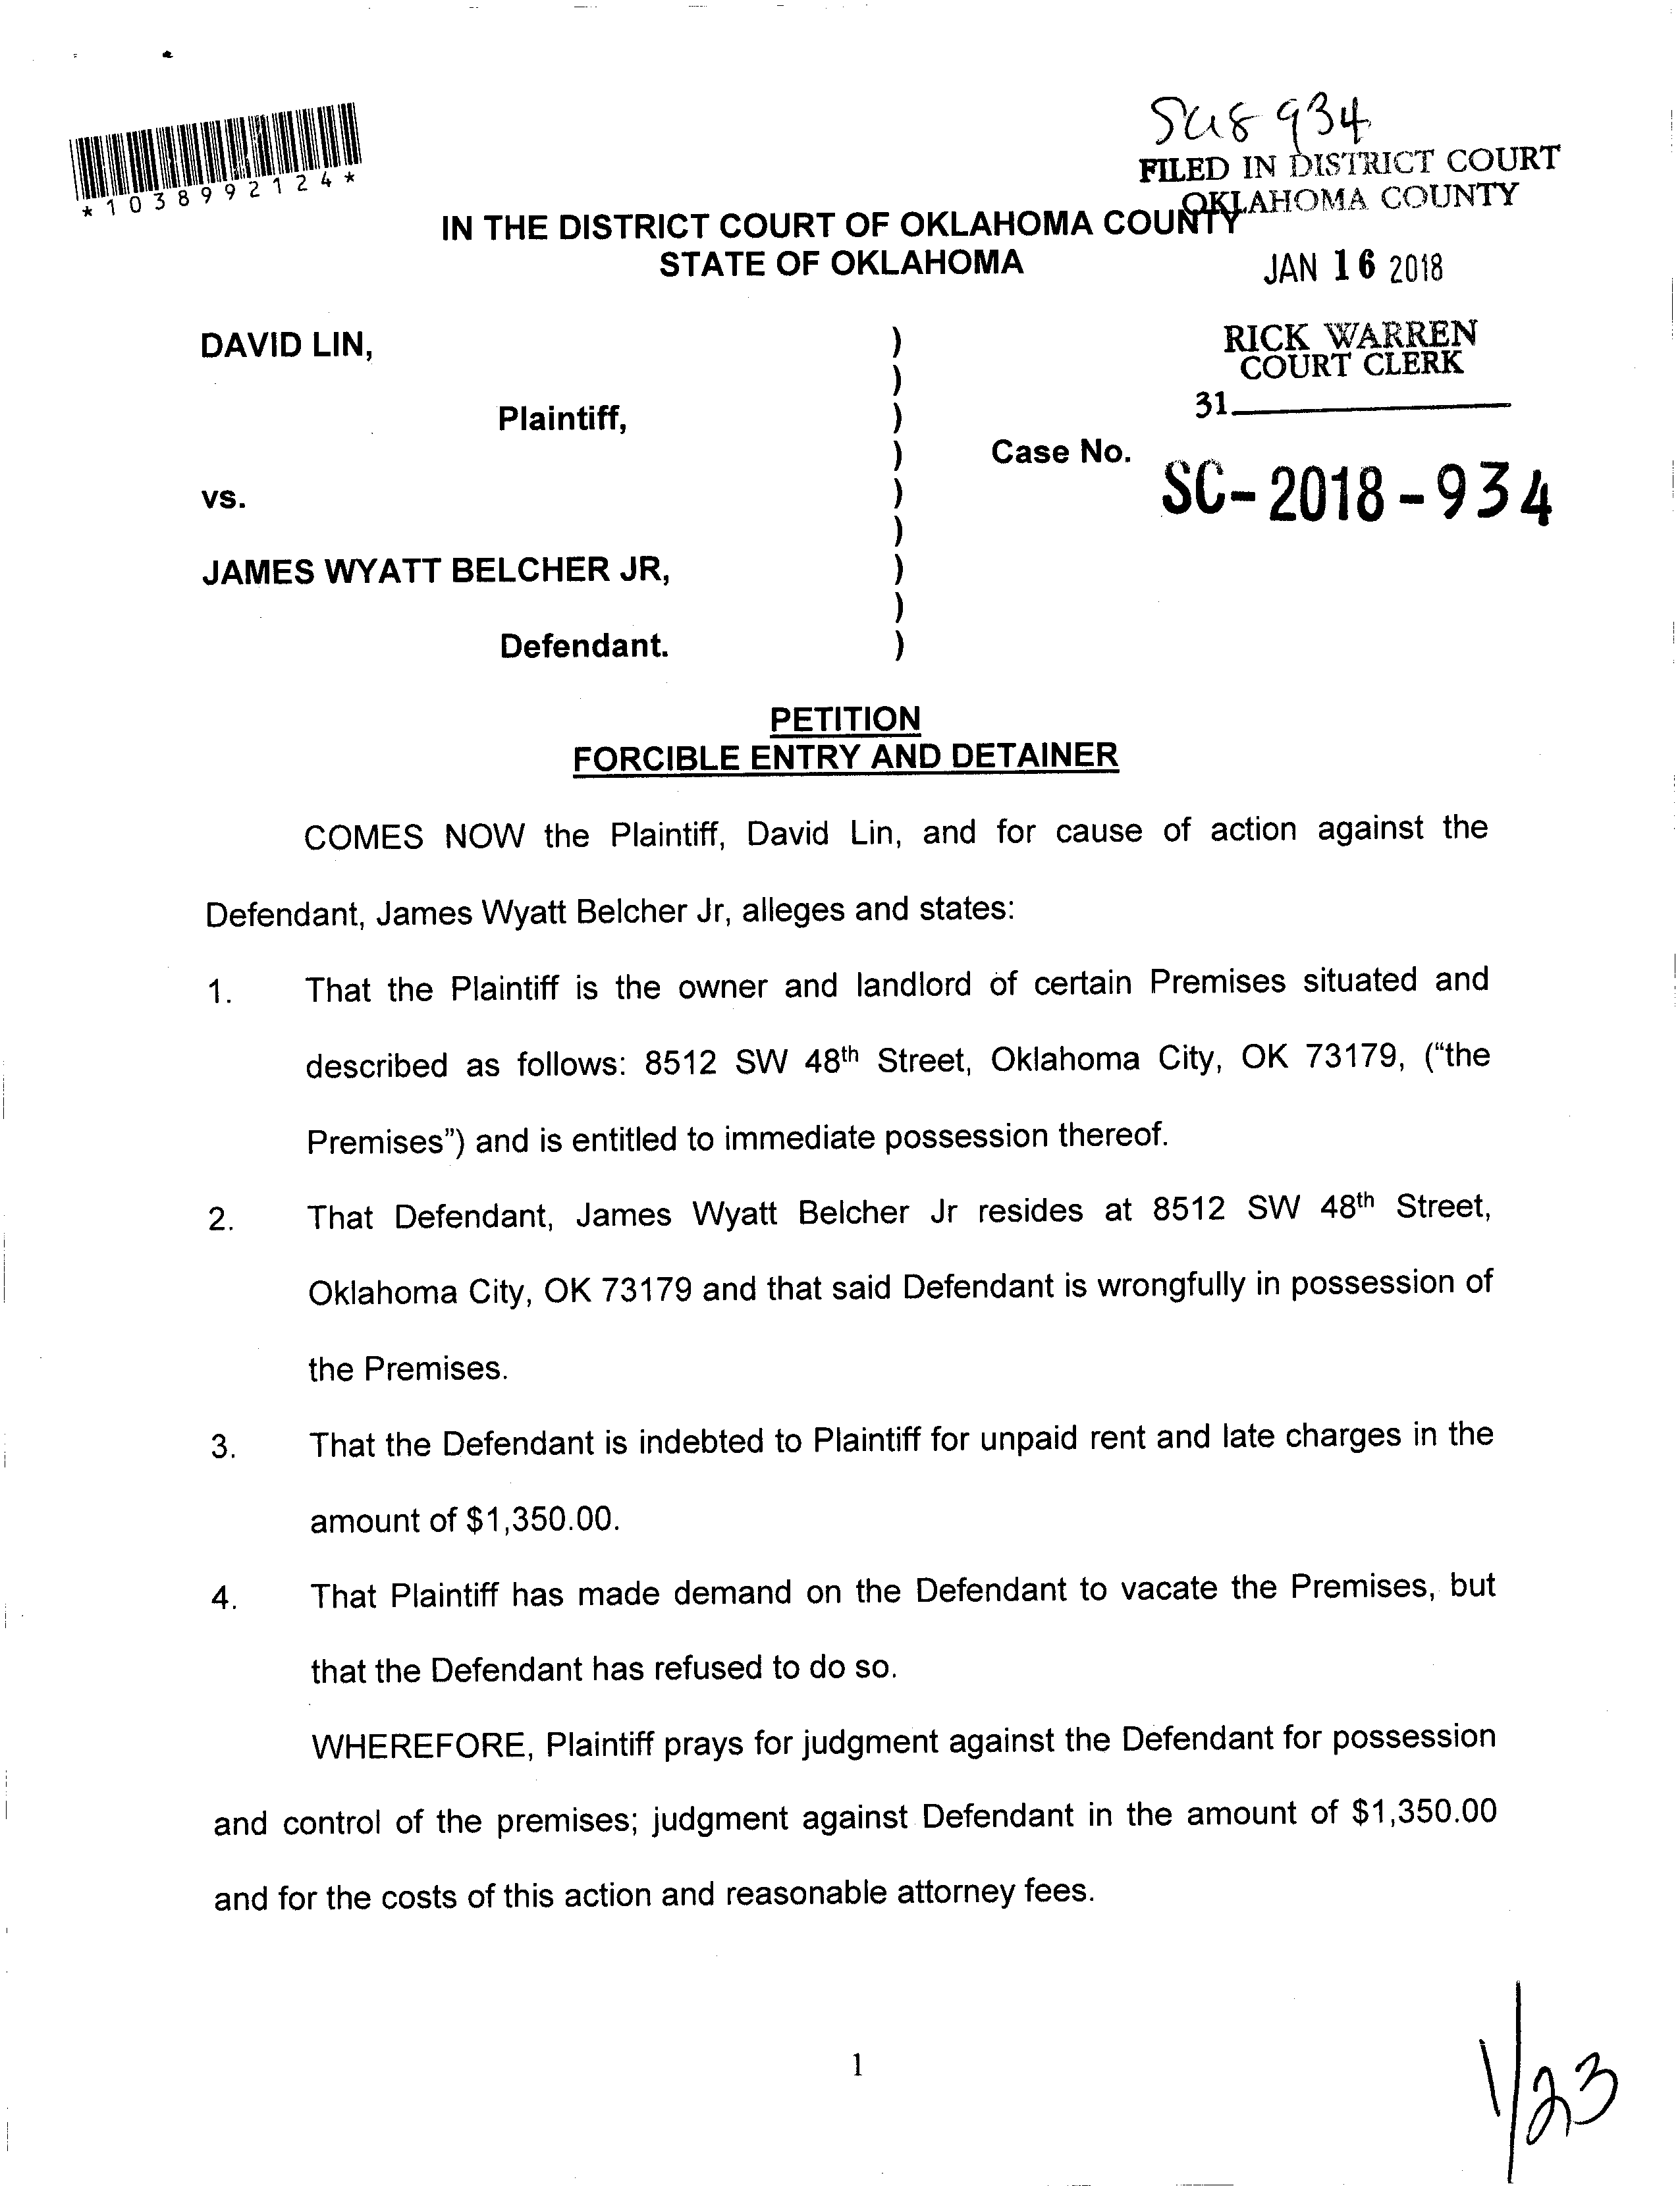 SC18 934
FILED IN DISTRICT COURT
OKLAHOMA COUNTY
*1038992124*
IN THE DISTRICT COURT OF OKLAHOMA COUNTY
STATE OF OKLAHOMA
JAN 16 2018
DAVID LIN, )
RICK WARREN
COURT CLERK
)
31
Plaintiff, )
) Case No.
SC-2018-934
vs. )
)
JAMES WYATT BELCHER JR, )
)
Defendant. )
PETITION
FORCIBLE ENTRY AND DETAINER
COMES NOW the Plaintiff, David Lin, and for cause of action against the
Defendant, James Wyatt Belcher Jr, alleges and states:
1. That the Plaintiff is the owner and landlord of certain Premises situated and
described as follows: 8512 SW 48th Street, Oklahoma City, OK 73179, (“the
Premises”) and is entitled to immediate possession thereof.
2. That Defendant, James Wyatt Belcher Jr resides at 8512 SW 48th Street,
Oklahoma City, OK 73179 and that said Defendant is wrongfully in possession of
the Premises.
3. That the Defendant is indebted to Plaintiff for unpaid rent and late charges in the
amount of $1,350.00.
4. That Plaintiff has made demand on the Defendant to vacate the Premises, but
that the Defendant has refused to do so.
WHEREFORE, Plaintiff prays for judgment against the Defendant for possession
and control of the premises; judgment against Defendant in the amount of $1,350.00
and for the costs of this action and reasonable attorney fees.
1
1/23